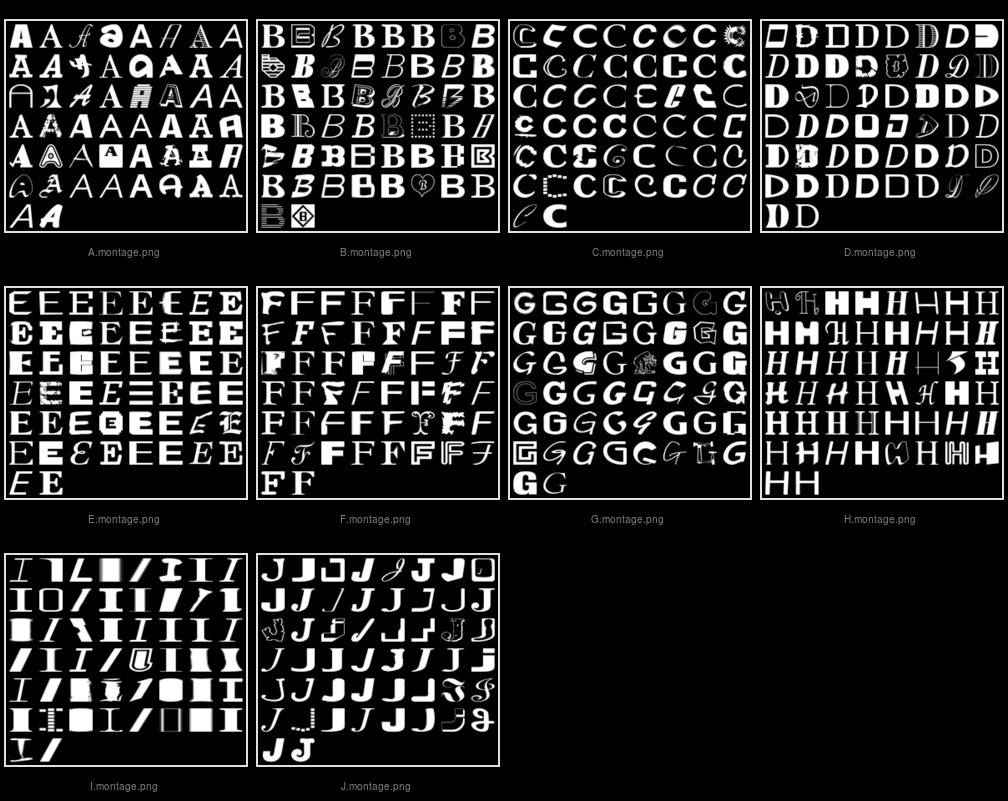 A A A a A A A A
A A A A A A A A
A A A A A A A A
A A A A A A A A
A A A A A A A A
A A A A A A A A
A A
A.montage.png
B B B B B B B B
B B B B B B B B
B B B B B B B B
B B B B B B B B
B B B B B B B B
B B B B B B B B
B B
B.montage.png
C C C C C C C C
C C C C C C C C
C C C C C C C C
C C C C C C C C
C C C C C C C C
C C C C C C C C
C C
C.montage.png
D D D D D D D D
D D D D D D D D
D D D D D D D D
D D D D D D D D
D D D D D D D D
D D D D D D D D
D D
D.montage.png
E E E E E E E E
E E E E E E E E
E E E E E E E E
E E E E E E E E
E E E E E E E E
E E E E E E E E
E E
E.montage.png
F F F F F F F F
F F F F F F F F
F F F F F F F F
F F F F F F F F
F F F F F F F F
F F F F F F F F
F F
F.montage.png
G G G G G G G G
G G G G G G G G
G G G G G G G G
G G G G G G G G
G G G G G G G G
G G G G G G G G
G G
G.montage.png
H H H H H H H H
H H H H H H H H
H H H H H H H
H H H H H H H H
H H H H H H H H
H H H H H H H H
H H
H.montage.png
I I I I I
I I I I I I
I I I I I I I
I I I I I I I
I I I I I
I I I I I
I I
I.montage.png
J J J J J J J J
J J J J J J J J
J J J J J J J J
J J J J J J J J
J J J J J J J J
J J J J J J J J
J J
J.montage.png